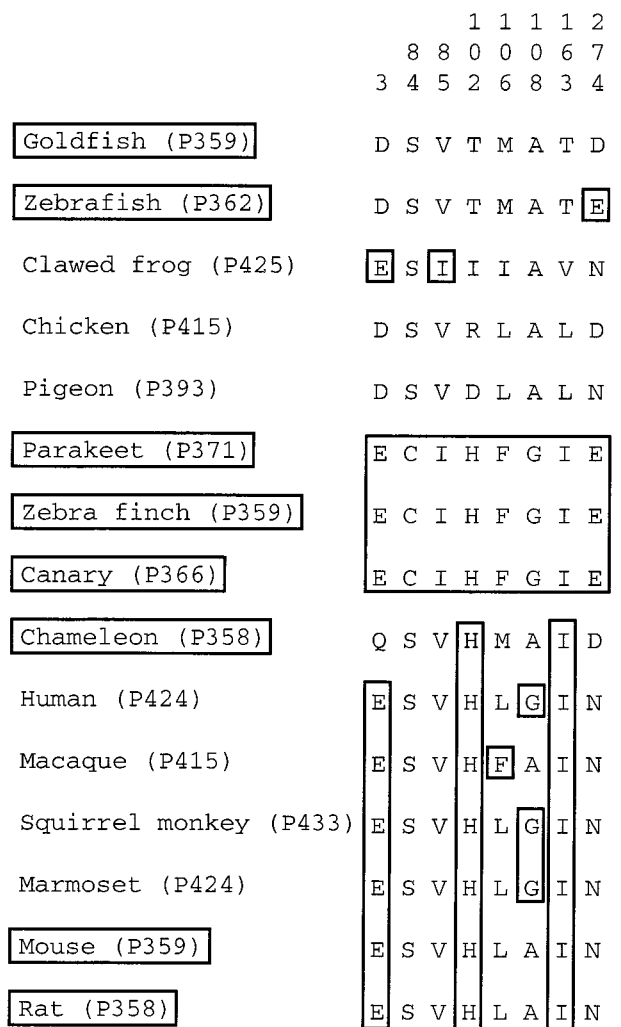 1 1 1 1 2
8 8 0 0 0 6 7
3 4 5 2 6 8 3 4
Goldfish (P359) D S V T M A T D
Zebrafish (P362) D S V T M A T E
Clawed frog (P425) E S I I I A V N
Chicken (P415) D S V R L A L D
Pigeon (P393) D S V D L A L N
Parakeet (P371) E C I H F G I E
Zebra finch (P359) E C I H F G I E
Canary (P366) E C I H F G I E
Chameleon (P358) Q S V H M A I D
Human (P424) E S V H L G I N
Macaque (P415) E S V H F A I N
Squirrel monkey (P433) E S V H L G I N
Marmoset (P424) E S V H L G I N
Mouse (P359) E S V H L A I N
Rat (P358) E S V H L A I N